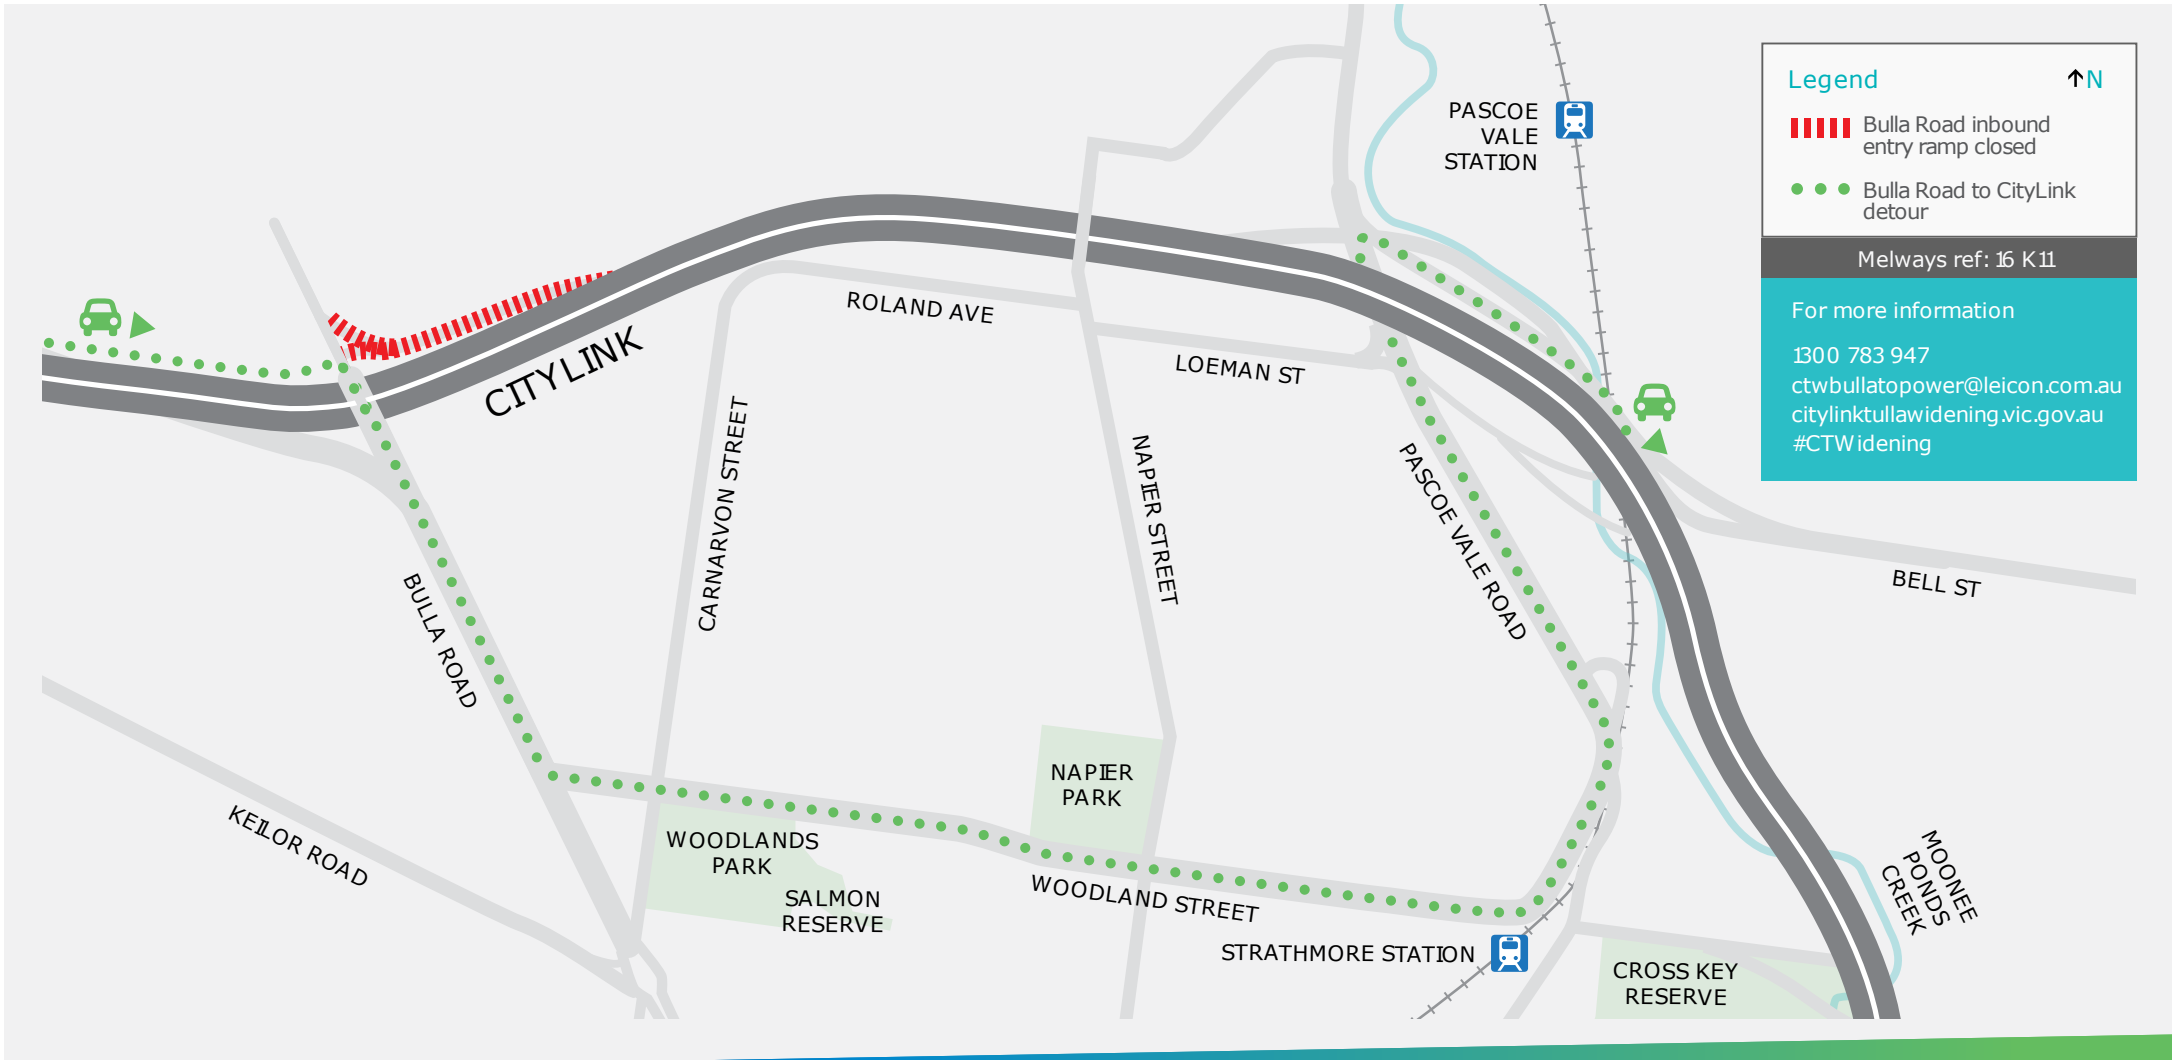 PASCOE
VALE
STATION
Legend
N
Bulla Road inbound
entry ramp closed
Bulla Road to CityLink
detour
Melways ref: 16 K11
For more information
1300 783 947
ctwbullatopower@leicon.com.au
citylinktullawidening.vic.gov.au
#CTWidening
CITYLINK
ROLAND AVE
LOEMAN ST
CARNARVON STREET
NAPIER STREET
PASCOE VALE ROAD
BELL ST
BULLA ROAD
KEILOR ROAD
NAPIER
PARK
WOODLANDS
PARK
SALMON
RESERVE
WOODLAND STREET
STRATHMORE STATION
CROSS KEY
RESERVE
MOONEE
PONDS
CREEK